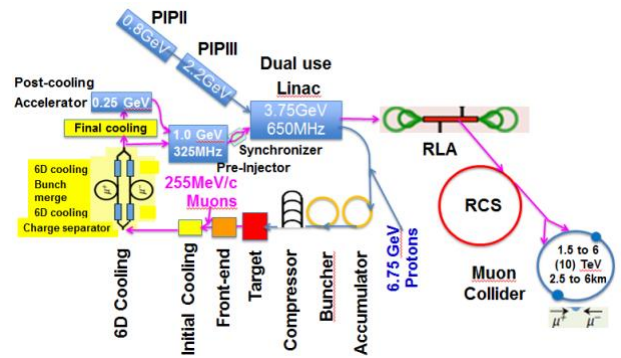 PIPII
0.8GeV
PIPIII
2.2GeV
Dual use
Linac
3.75GeV
650MHz
Post-cooling
Accelerator
0.25 GeV
Final cooling
1.0 GeV
325MHz
Synchronizer
Pre-Injector
RLA
6D cooling
Bunch
merge
6D cooling
Charge separator
μ⁺
μ⁻
255MeV/c
Muons
6D Cooling
Initial Cooling
Front-end
Target
Compressor
Buncher
Accumulator
6.75 GeV
Protons
RCS
Muon
Collider
1.5 to 6
(10) TeV
2.5 to 6km
μ⁺
μ⁻